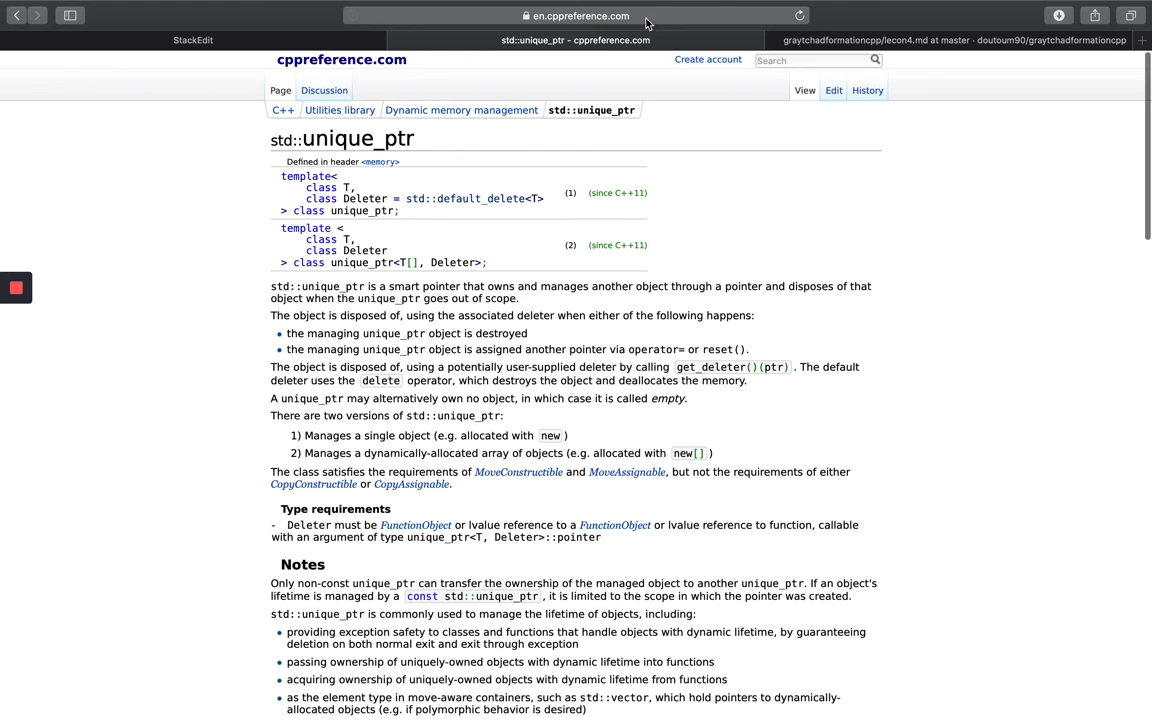 en.cppreference.com
StackEdit
std::unique_ptr - cppreference.com
graytchadformationcpp/lecon4.md at master · doutoum90/graytchadformationcpp
cppreference.com
Create account
Search
Page
Discussion
View
Edit
History
C++
Utilities library
Dynamic memory management
std::unique_ptr
std::unique_ptr
Defined in header <memory>
template<
class T,
class Deleter = std::default_delete<T>
> class unique_ptr;
(1) (since C++11)
template <
class T,
class Deleter
> class unique_ptr<T[], Deleter>;
(2) (since C++11)
std::unique_ptr is a smart pointer that owns and manages another object through a pointer and disposes of that
object when the unique_ptr goes out of scope.
The object is disposed of, using the associated deleter when either of the following happens:
• the managing unique_ptr object is destroyed
• the managing unique_ptr object is assigned another pointer via operator= or reset().
The object is disposed of, using a potentially user-supplied deleter by calling get_deleter()(ptr). The default
deleter uses the delete operator, which destroys the object and deallocates the memory.
A unique_ptr may alternatively own no object, in which case it is called empty.
There are two versions of std::unique_ptr:
1) Manages a single object (e.g. allocated with new)
2) Manages a dynamically-allocated array of objects (e.g. allocated with new[])
The class satisfies the requirements of MoveConstructible and MoveAssignable, but not the requirements of either
CopyConstructible or CopyAssignable.
Type requirements
- Deleter must be FunctionObject or lvalue reference to a FunctionObject or lvalue reference to function, callable
with an argument of type unique_ptr<T, Deleter>::pointer
Notes
Only non-const unique_ptr can transfer the ownership of the managed object to another unique_ptr. If an object's
lifetime is managed by a const std::unique_ptr, it is limited to the scope in which the pointer was created.
std::unique_ptr is commonly used to manage the lifetime of objects, including:
• providing exception safety to classes and functions that handle objects with dynamic lifetime, by guaranteeing
deletion on both normal exit and exit through exception
• passing ownership of uniquely-owned objects with dynamic lifetime into functions
• acquiring ownership of uniquely-owned objects with dynamic lifetime from functions
• as the element type in move-aware containers, such as std::vector, which hold pointers to dynamically-
allocated objects (e.g. if polymorphic behavior is desired)